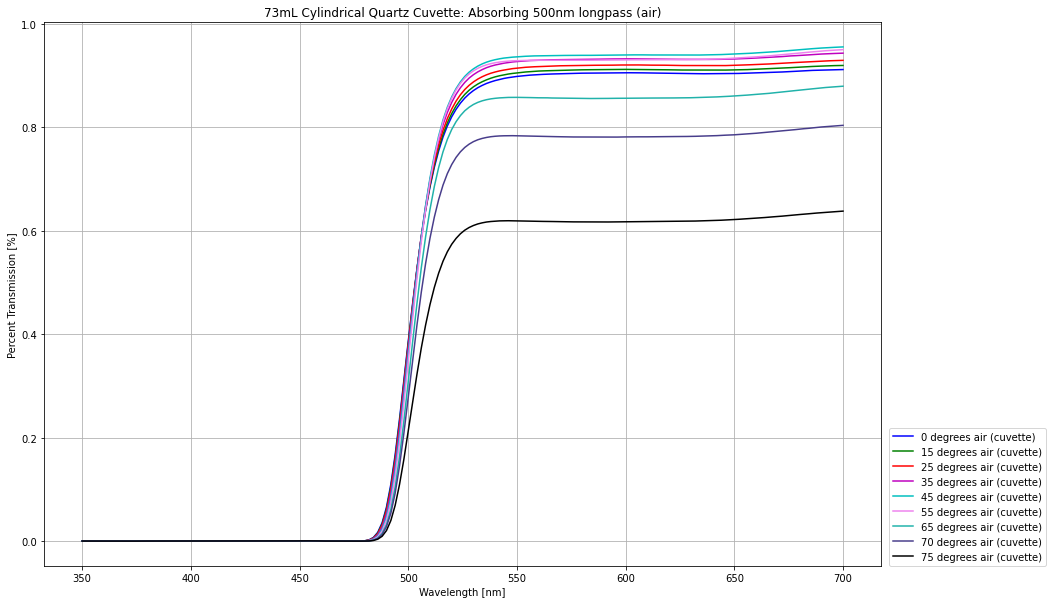 73mL Cylindrical Quartz Cuvette: Absorbing 500nm longpass (air)
1.0
0.8
0.6
0.4
0.2
0.0
Percent Transmission [%]
350 400 450 500 550 600 650 700
Wavelength [nm]
0 degrees air (cuvette)
15 degrees air (cuvette)
25 degrees air (cuvette)
35 degrees air (cuvette)
45 degrees air (cuvette)
55 degrees air (cuvette)
65 degrees air (cuvette)
70 degrees air (cuvette)
75 degrees air (cuvette)